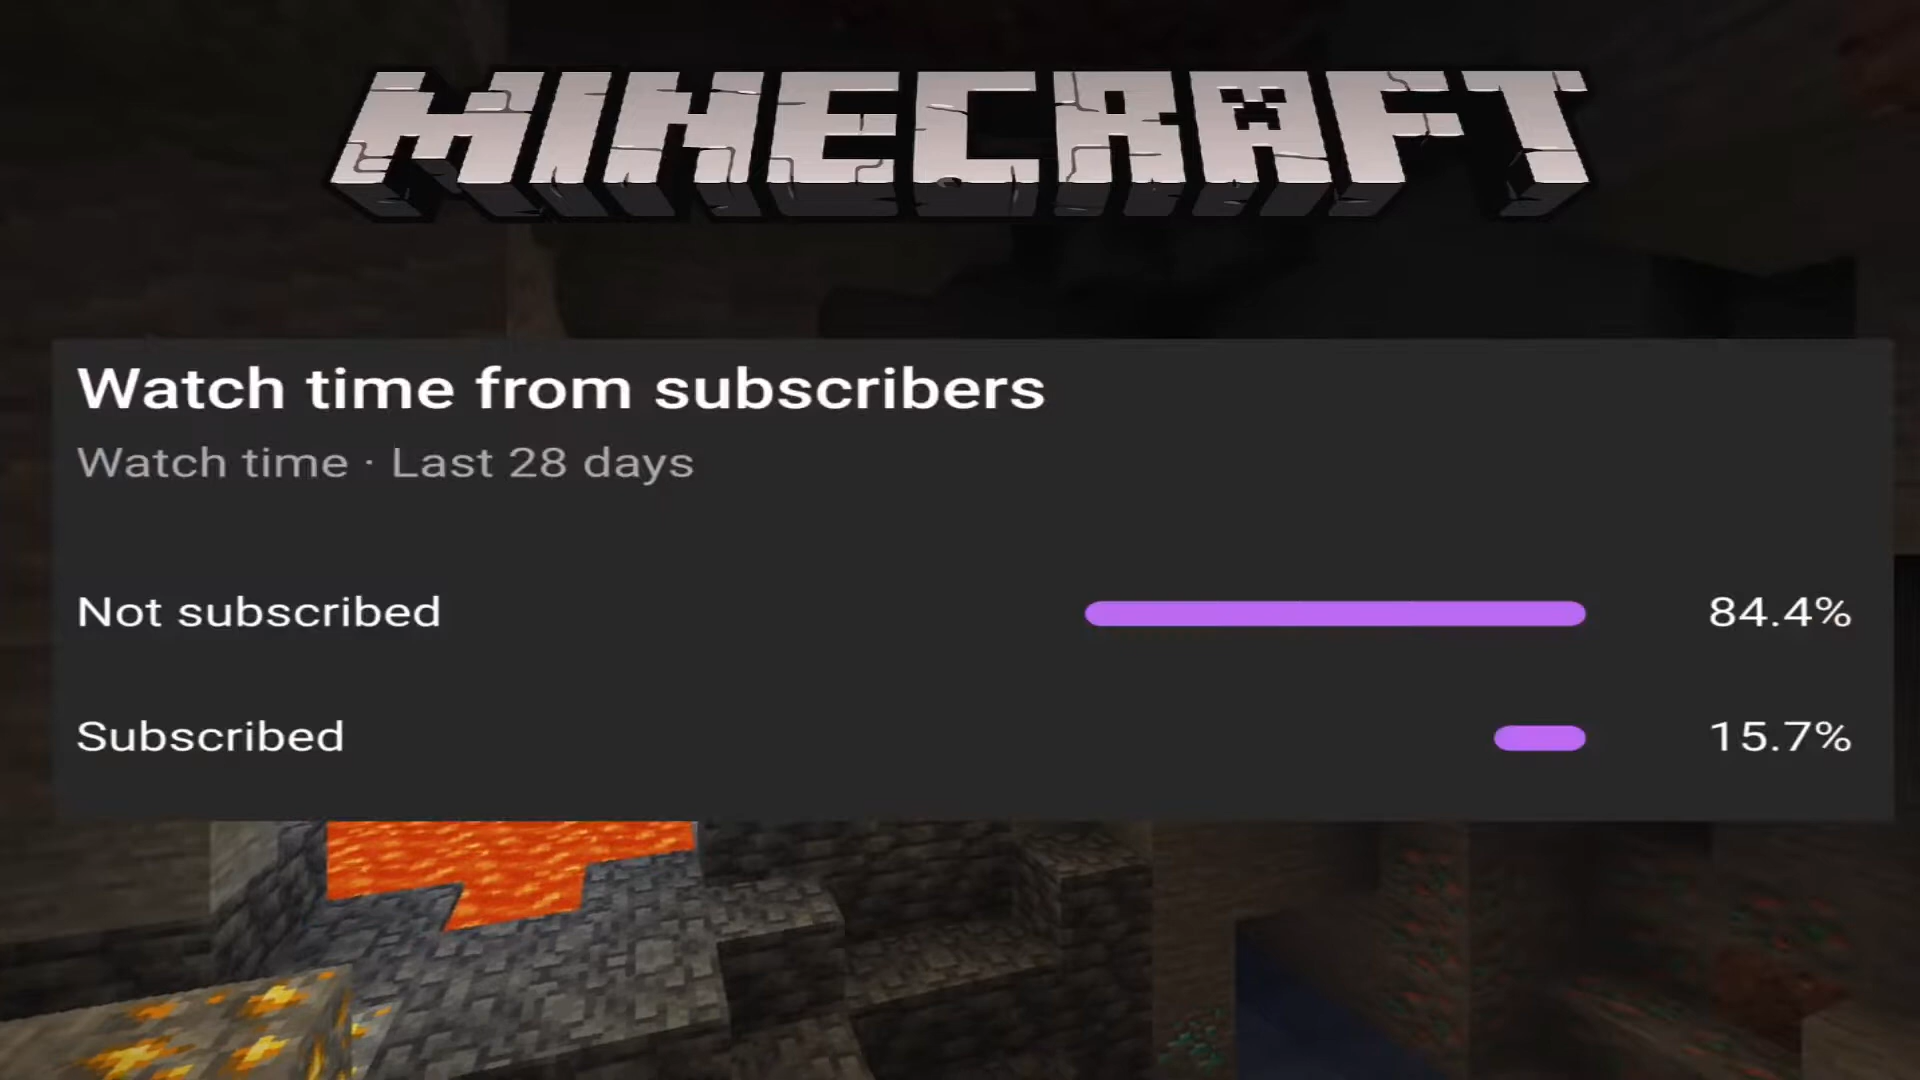 MINECRAFT
Watch time from subscribers
Watch time · Last 28 days
Not subscribed 84.4%
Subscribed 15.7%